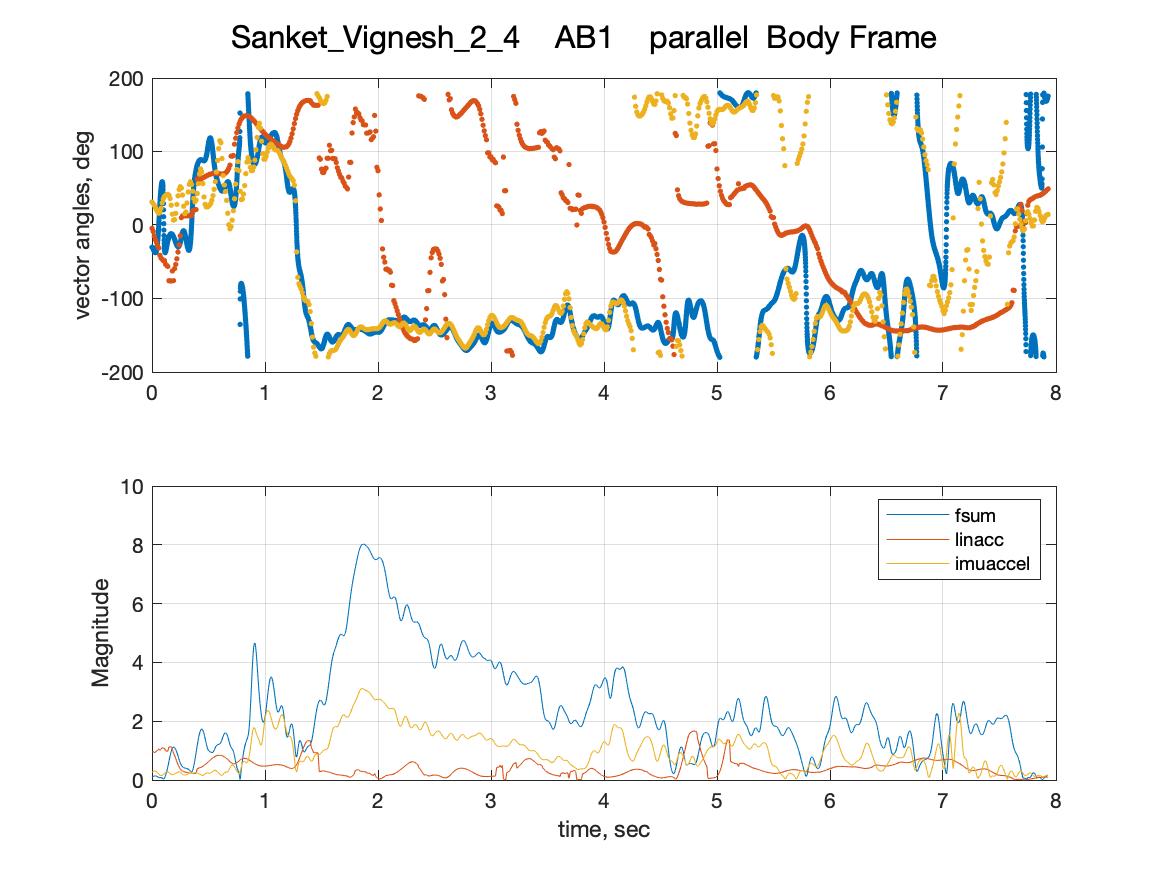 Sanket_Vignesh_2_4 AB1 parallel Body Frame
200
100
0
-100
-200
vector angles, deg
0 1 2 3 4 5 6 7 8
10
8
6
4
2
0
Magnitude
fsum
linacc
imuaccel
0 1 2 3 4 5 6 7 8
time, sec